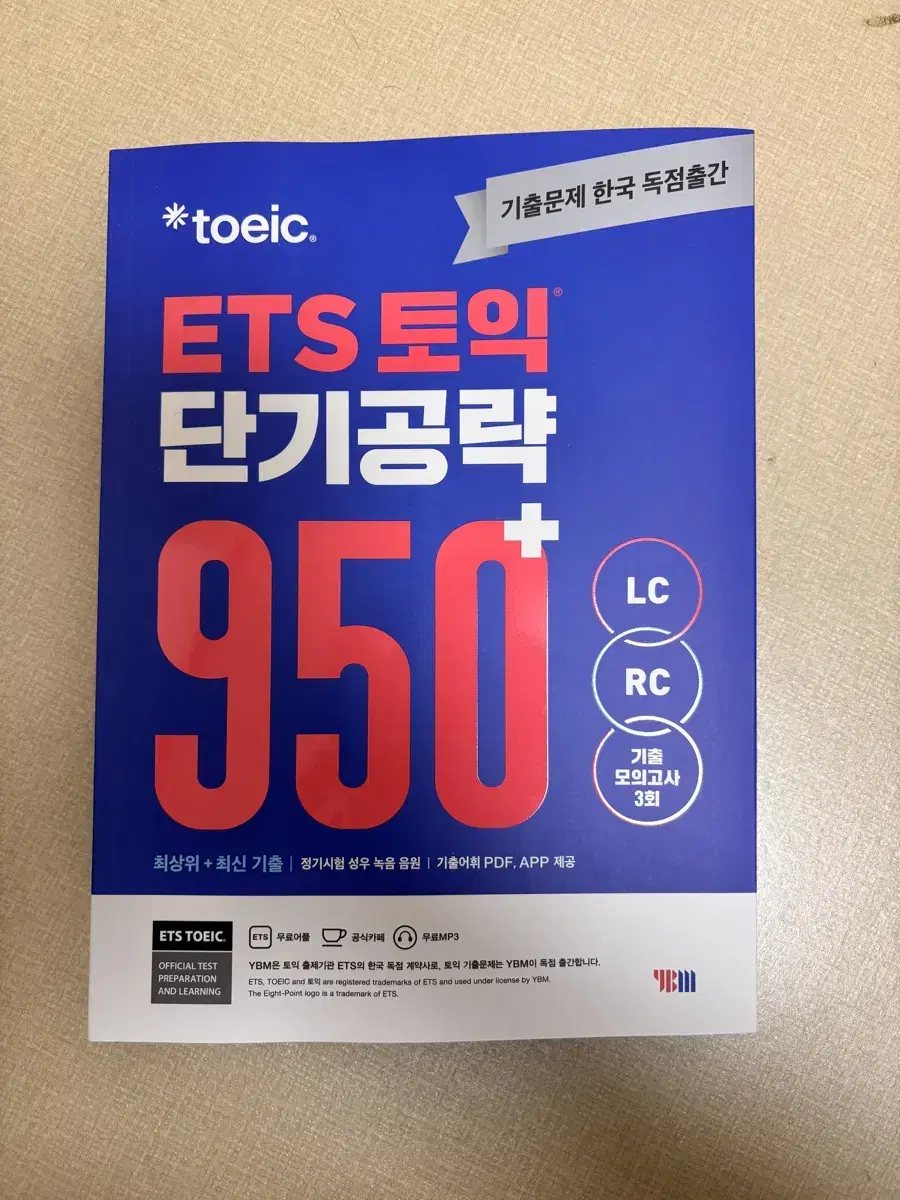 기출문제 한국 독점출간
toeic®
ETS 토익®
단기공략
950+
LC
RC
기출
모의고사
3회
최상위 + 최신 기출 | 정기시험 성우 녹음 음원 | 기출어휘 PDF, APP 제공
ETS TOEIC®
OFFICIAL TEST
PREPARATION
AND LEARNING
ETS 무료어플 공식카페 무료MP3
YBM은 토익 출제기관 ETS의 한국 독점 계약사로, 토익 기출문제는 YBM이 독점 출간합니다.
ETS, TOEIC and 토익 are registered trademarks of ETS and used under license by YBM.
The Eight-Point logo is a trademark of ETS.
YBM